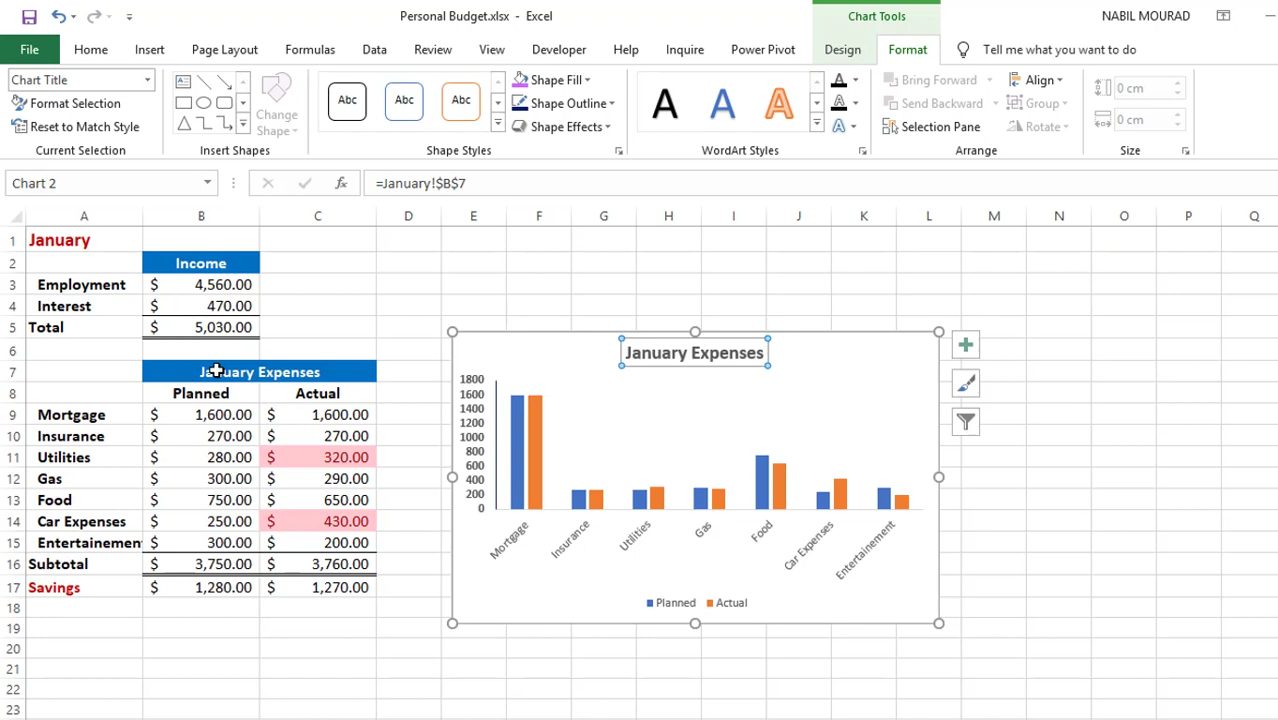 Personal Budget.xlsx - Excel
Chart Tools
NABIL MOURAD
File Home Insert Page Layout Formulas Data Review View Developer Help Inquire Power Pivot Design Format Tell me what you want to do
Chart Title
Format Selection
Reset to Match Style
Current Selection
Change Shape
Insert Shapes
Abc Abc Abc
Shape Fill
Shape Outline
Shape Effects
Shape Styles
A A A
WordArt Styles
Bring Forward
Send Backward
Selection Pane
Align
Group
Rotate
Arrange
0 cm
0 cm
Size
Chart 2
fx
=January!$B$7
A B C D E F G H I J K L M N O P Q
1 January
2 Income
3 Employment $ 4,560.00
4 Interest $ 470.00
5 Total $ 5,030.00
6
7 January Expenses
8 Planned Actual
9 Mortgage $ 1,600.00 $ 1,600.00
10 Insurance $ 270.00 $ 270.00
11 Utilities $ 280.00 $ 320.00
12 Gas $ 300.00 $ 290.00
13 Food $ 750.00 $ 650.00
14 Car Expenses $ 250.00 $ 430.00
15 Entertainemen $ 300.00 $ 200.00
16 Subtotal $ 3,750.00 $ 3,760.00
17 Savings $ 1,280.00 $ 1,270.00
18
19
20
21
22
23
January Expenses
1800
1600
1400
1200
1000
800
600
400
200
0
Mortgage
Insurance
Utilities
Gas
Food
Car Expenses
Entertainement
Planned Actual